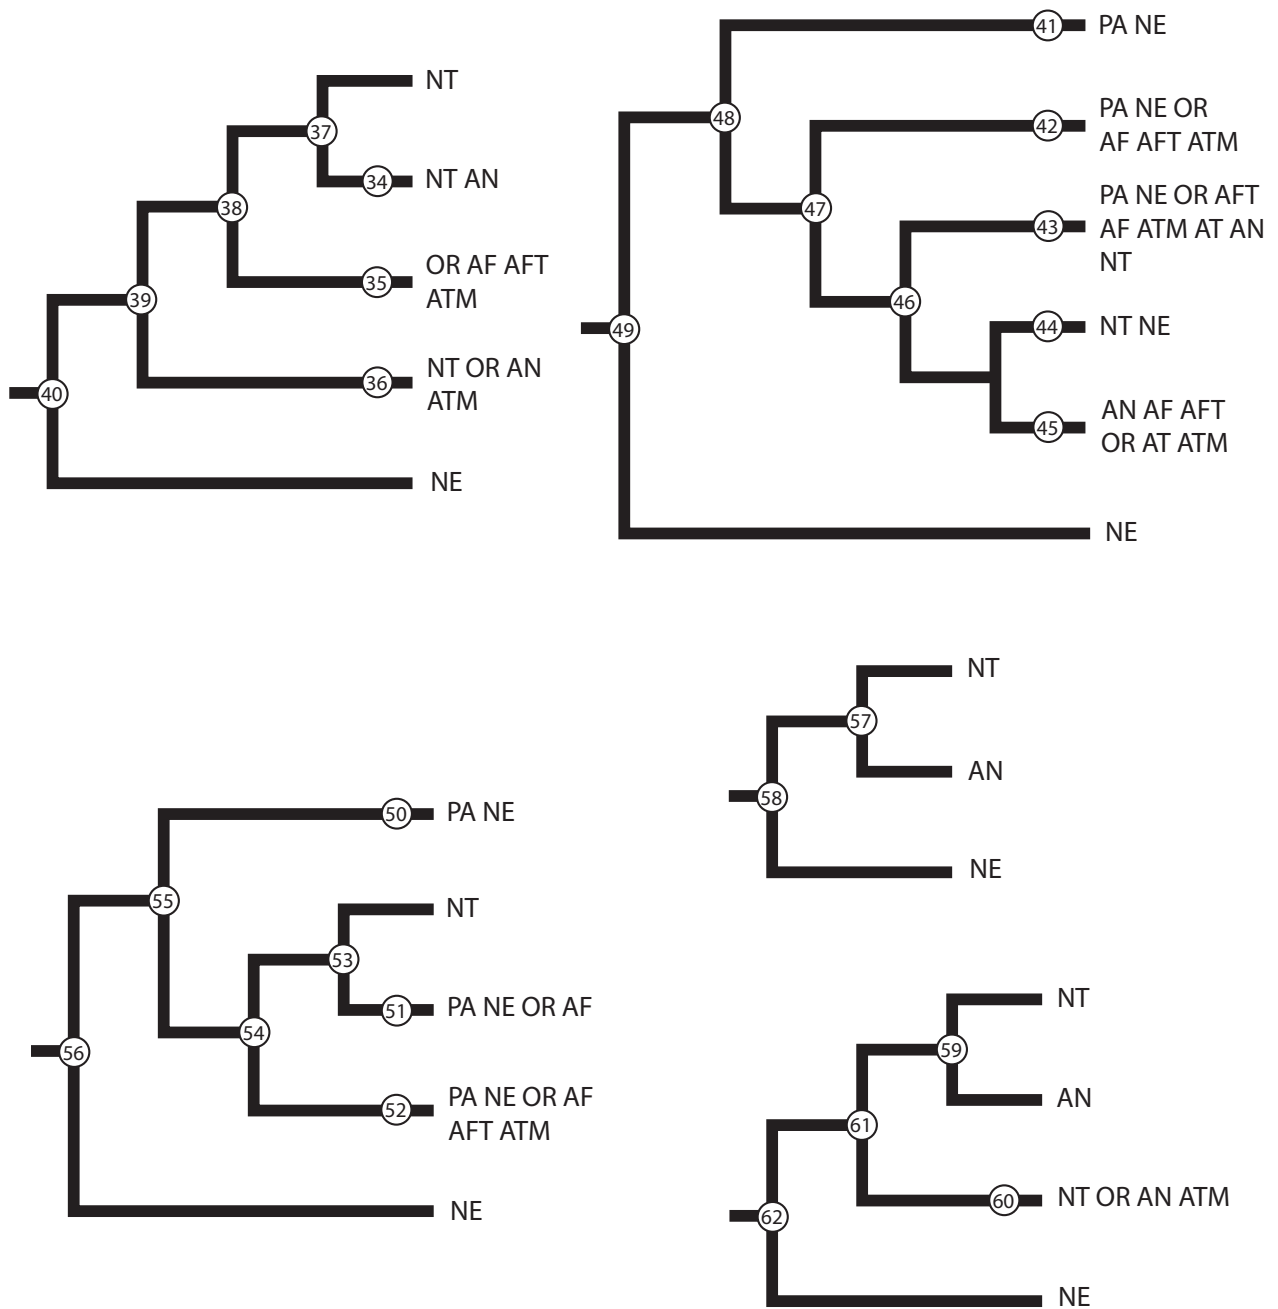 NT
37
34
NT AN
38
35
OR AF AFT
ATM
39
36
NT OR AN
ATM
40
NE
41
PA NE
48
42
PA NE OR
AF AFT ATM
47
43
PA NE OR AFT
AF ATM AT AN
NT
46
44
NT NE
49
45
AN AF AFT
OR AT ATM
NE
50
PA NE
55
NT
53
51
PA NE OR AF
54
56
52
PA NE OR AF
AFT ATM
NE
NT
57
AN
58
NE
NT
59
AN
61
60
NT OR AN ATM
62
NE